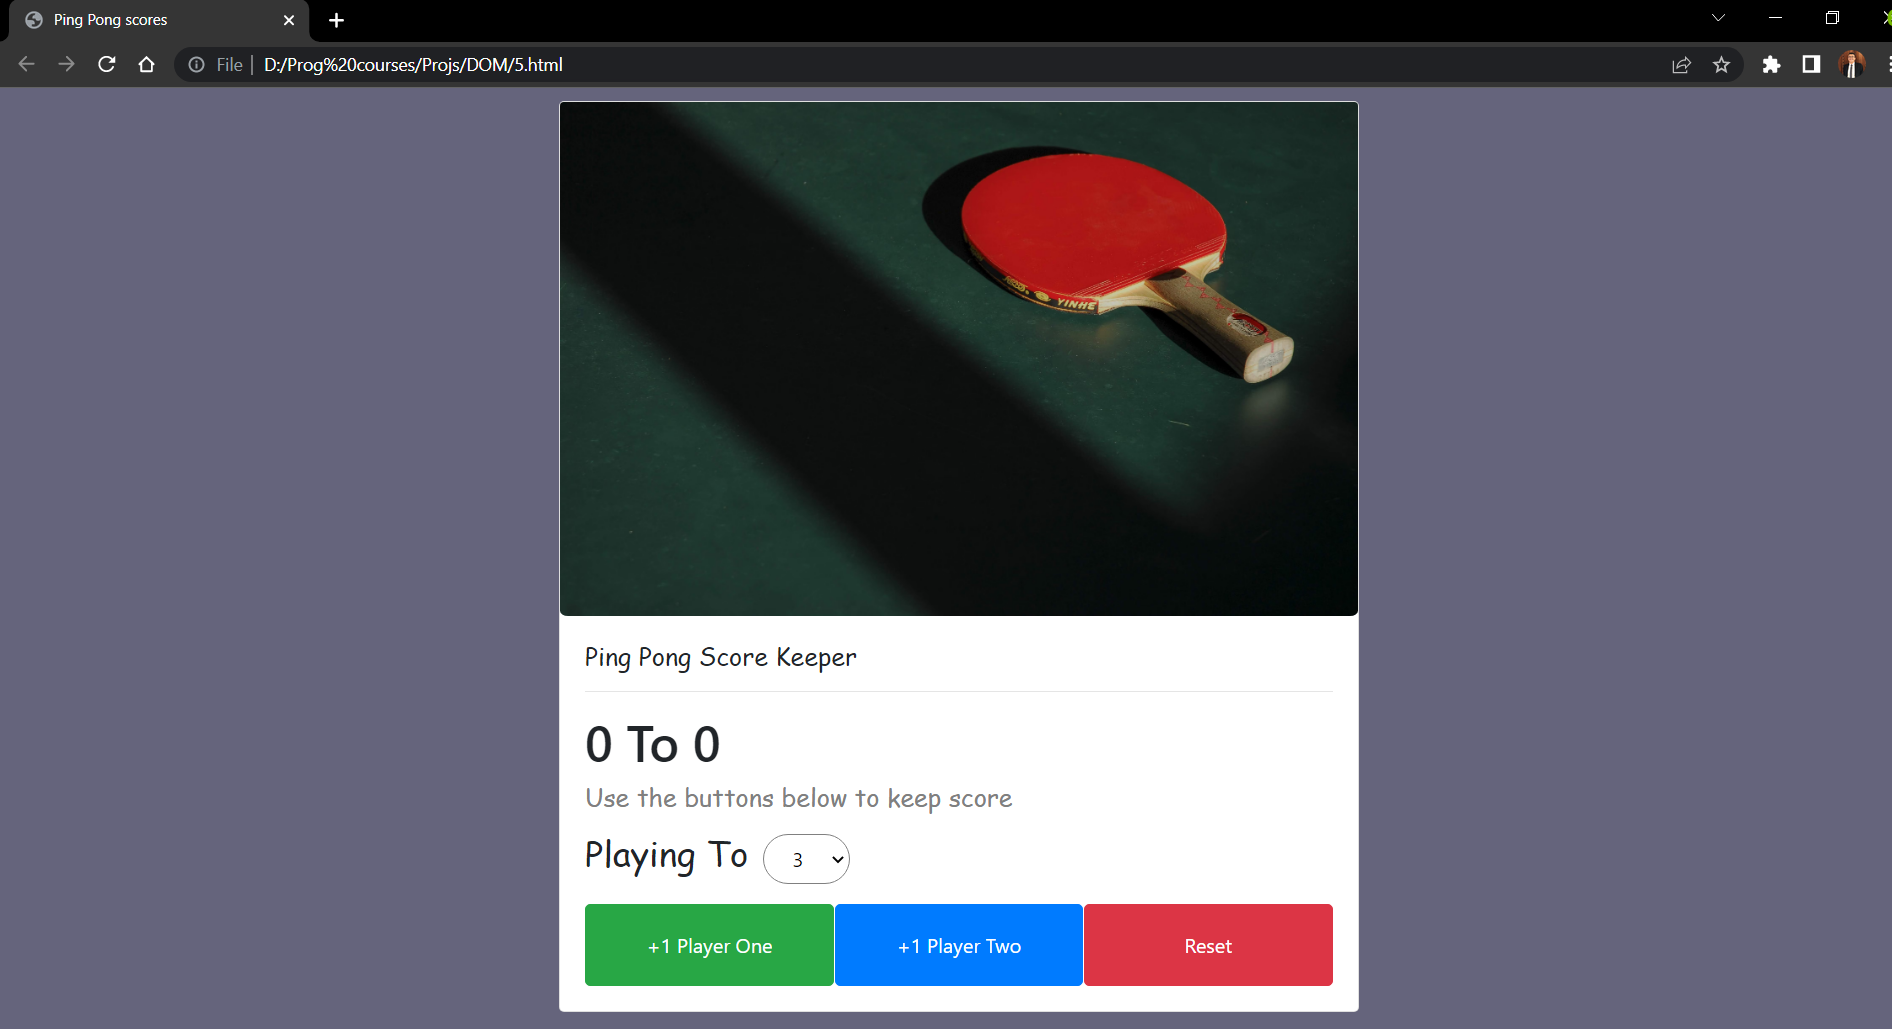 Ping Pong scores
File | D:/Prog%20courses/Projs/DOM/5.html
YINHE
Ping Pong Score Keeper
0 To 0
Use the buttons below to keep score
Playing To 3
+1 Player One +1 Player Two Reset